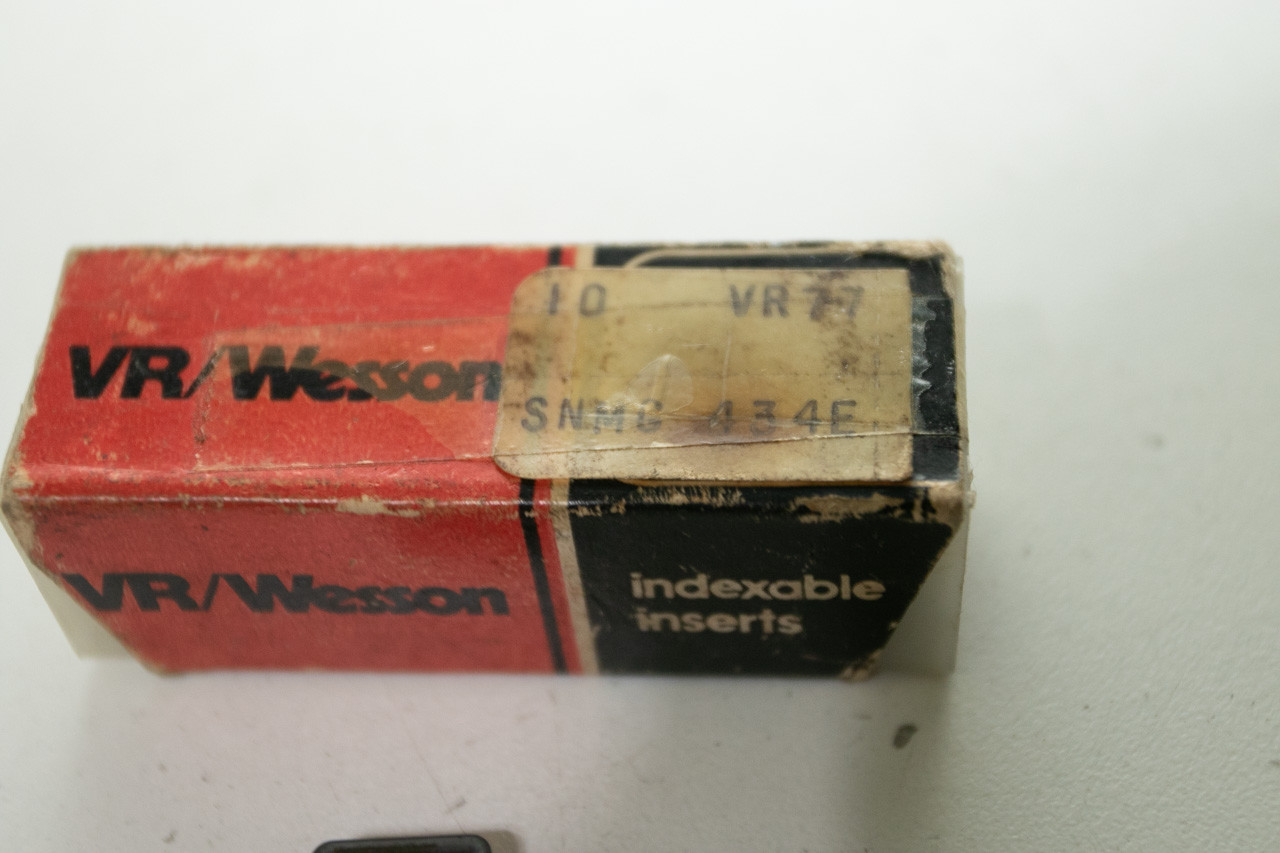 10 VR77
VR/Wesson
SNMG 434E
VR/Wesson
indexable
inserts